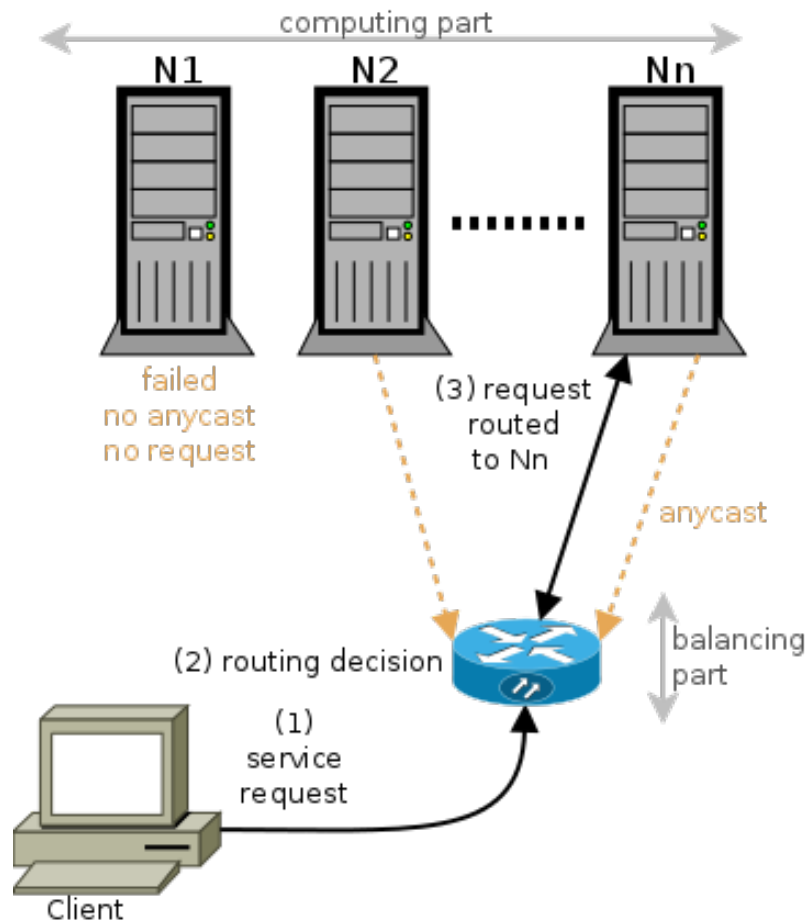 computing part
N1
N2
Nn
failed
no anycast
no request
(3) request
routed
to Nn
anycast
(2) routing decision
balancing
part
(1)
service
request
Client